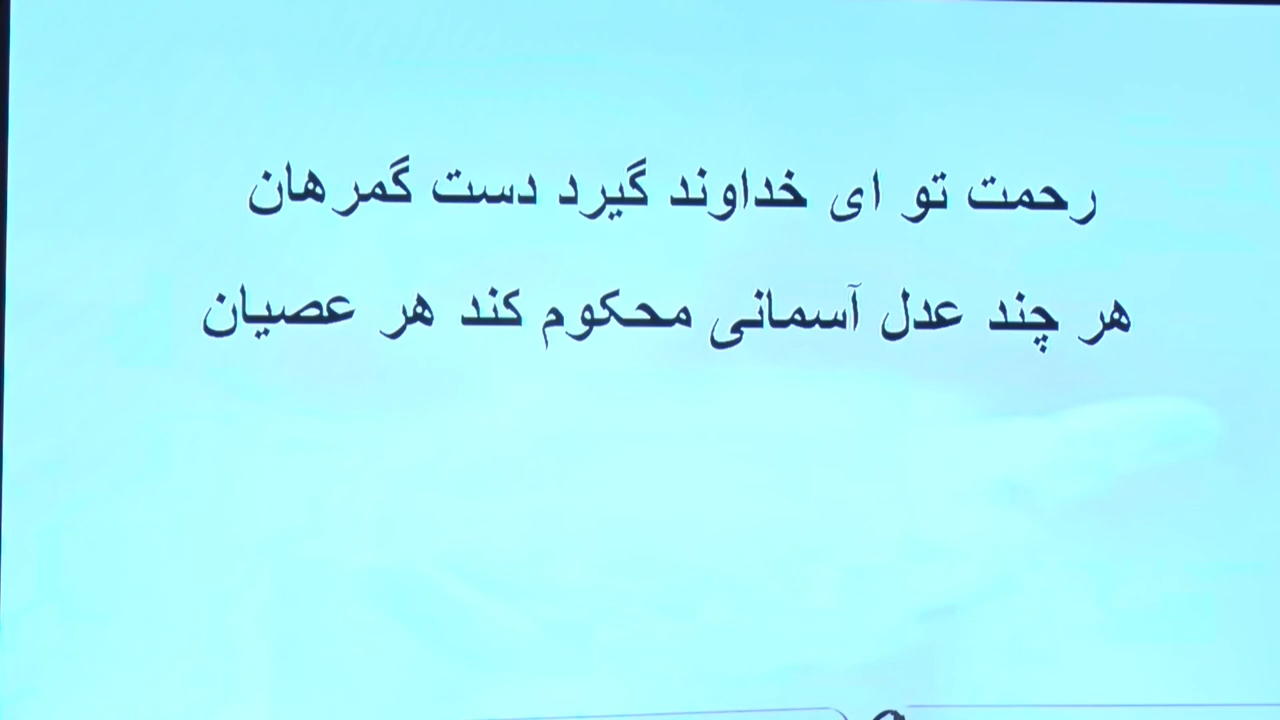 رحمت تو ای خداوند گیرد دست گمرهان
هر چند عدل آسمانی محکوم کند هر عصیان